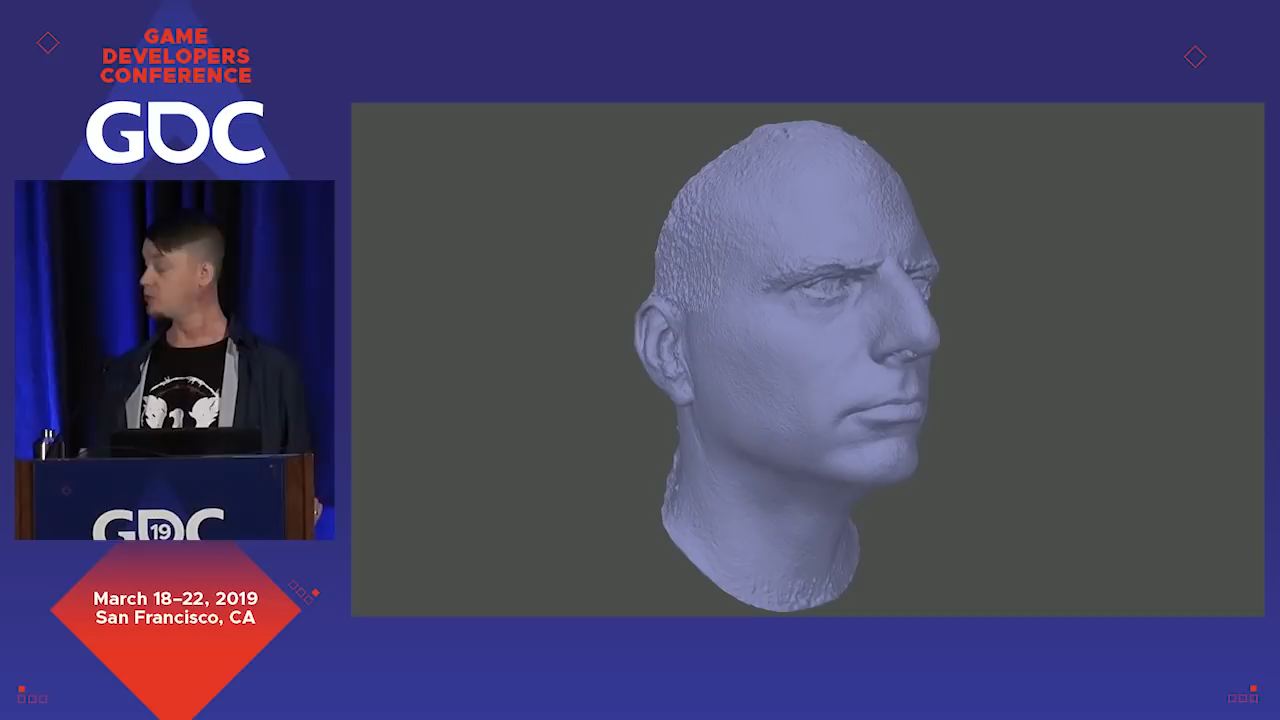 GAME
DEVELOPERS
CONFERENCE
GDC
GDC
19
March 18–22, 2019
San Francisco, CA